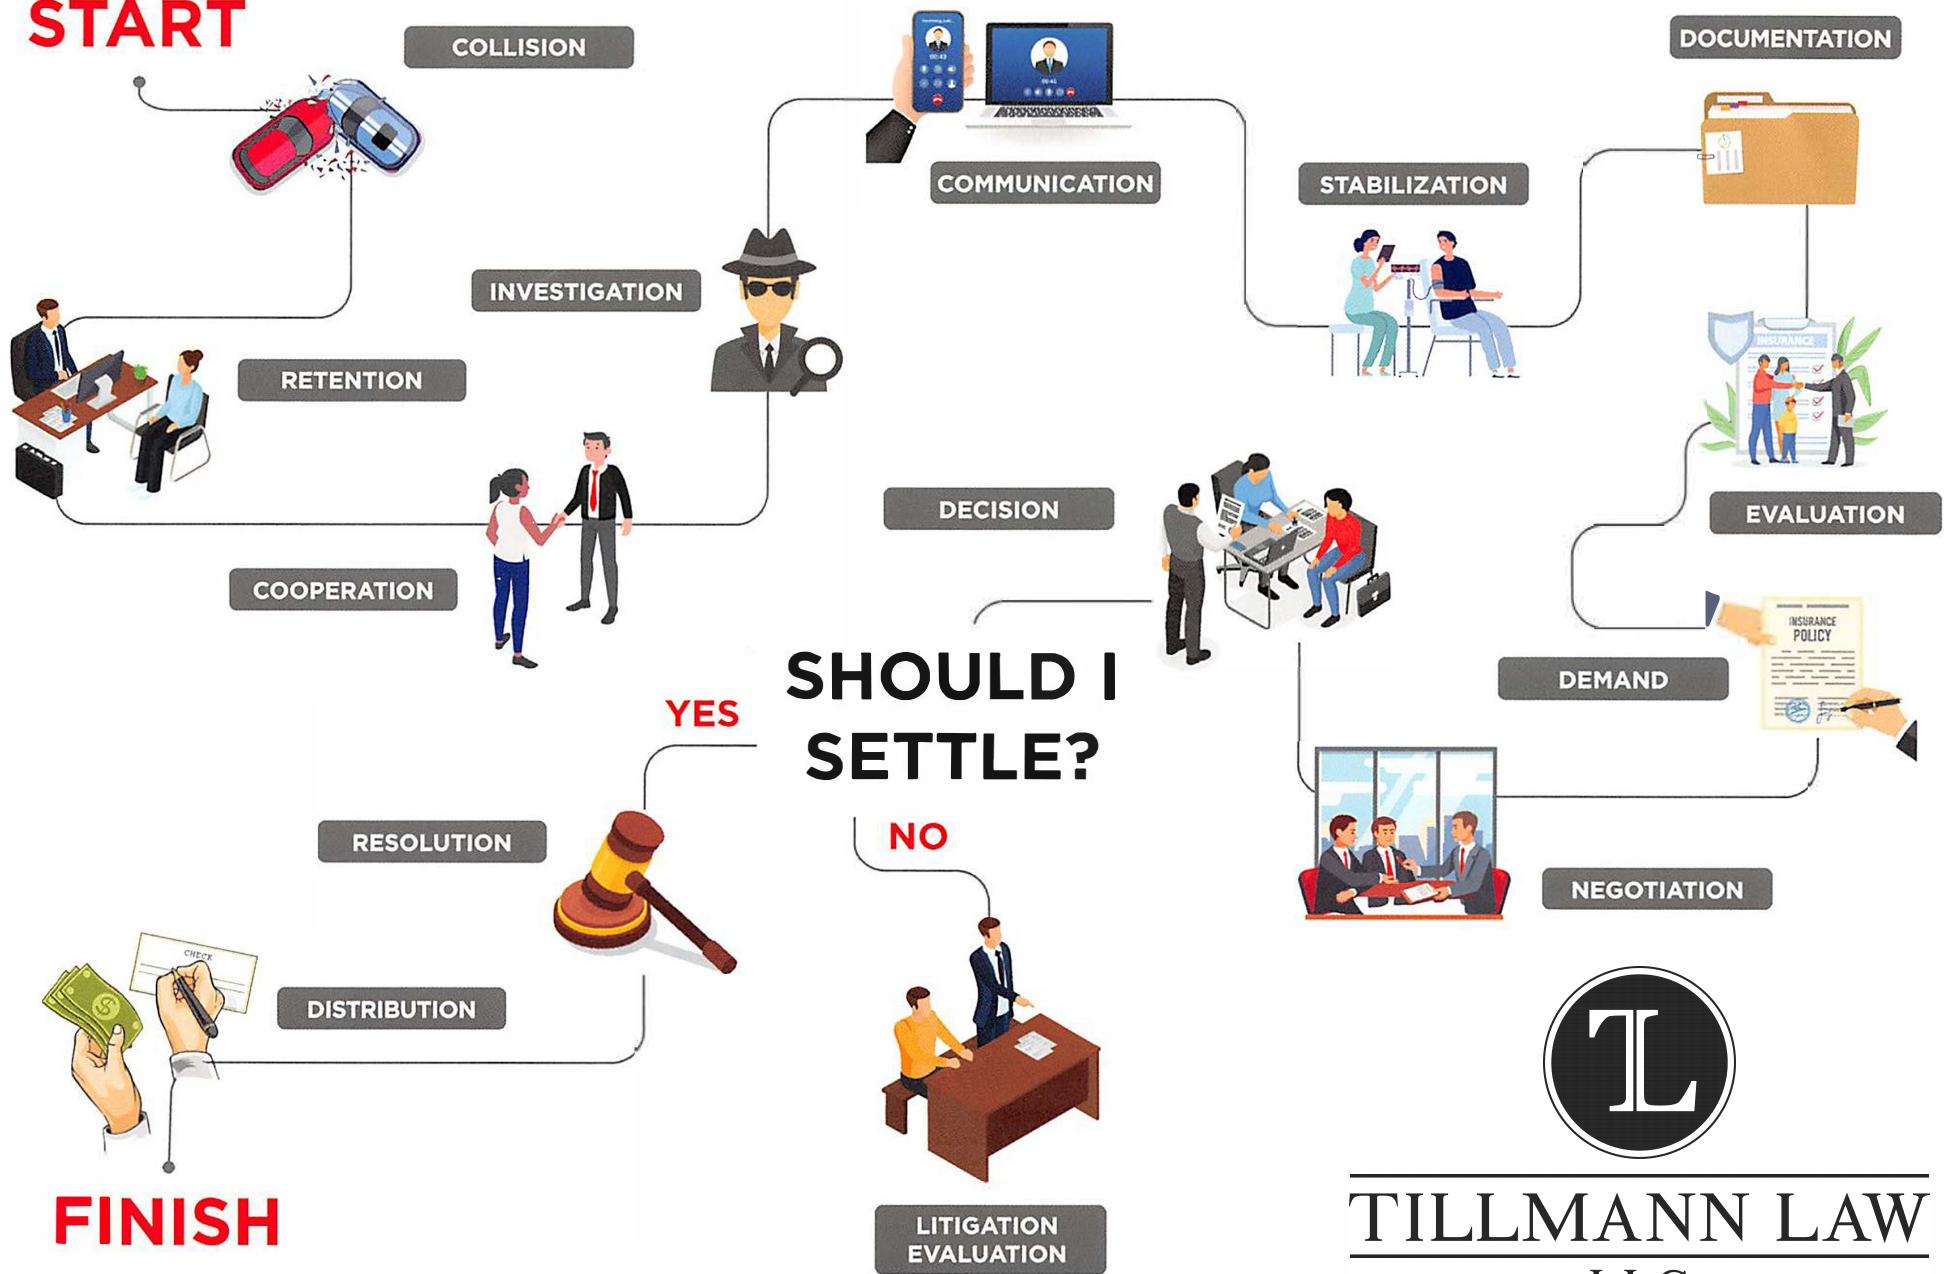 START
COLLISION
RETENTION
COOPERATION
INVESTIGATION
COMMUNICATION
STABILIZATION
DOCUMENTATION
INSURANCE
EVALUATION
INSURANCE
POLICY
DEMAND
NEGOTIATION
DECISION
SHOULD I
SETTLE?
YES
RESOLUTION
CHECK
DISTRIBUTION
FINISH
NO
LITIGATION
EVALUATION
TL
TILLMANN LAW